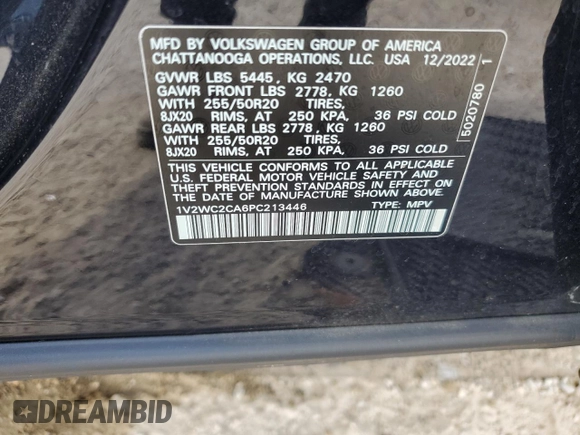 MFD BY VOLKSWAGEN GROUP OF AMERICA
CHATTANOOGA OPERATIONS, LLC. USA 12/2022
GVWR LBS 5445, KG 2470
GAWR FRONT LBS 2778, KG 1260
WITH 255/50R20 TIRES,
8JX20 RIMS, AT 250 KPA, 36 PSI COLD
GAWR REAR LBS 2778, KG 1260
WITH 255/50R20 TIRES,
8JX20 RIMS, AT 250 KPA, 36 PSI COLD
THIS VEHICLE CONFORMS TO ALL APPLICABLE
U.S. FEDERAL MOTOR VEHICLE SAFETY AND
THEFT PREVENTION STANDARDS IN EFFECT ON
THE DATE OF MANUFACTURE SHOWN ABOVE.
1V2WC2CA6PC213446 TYPE: MPV
5020780 1
DREAMBID